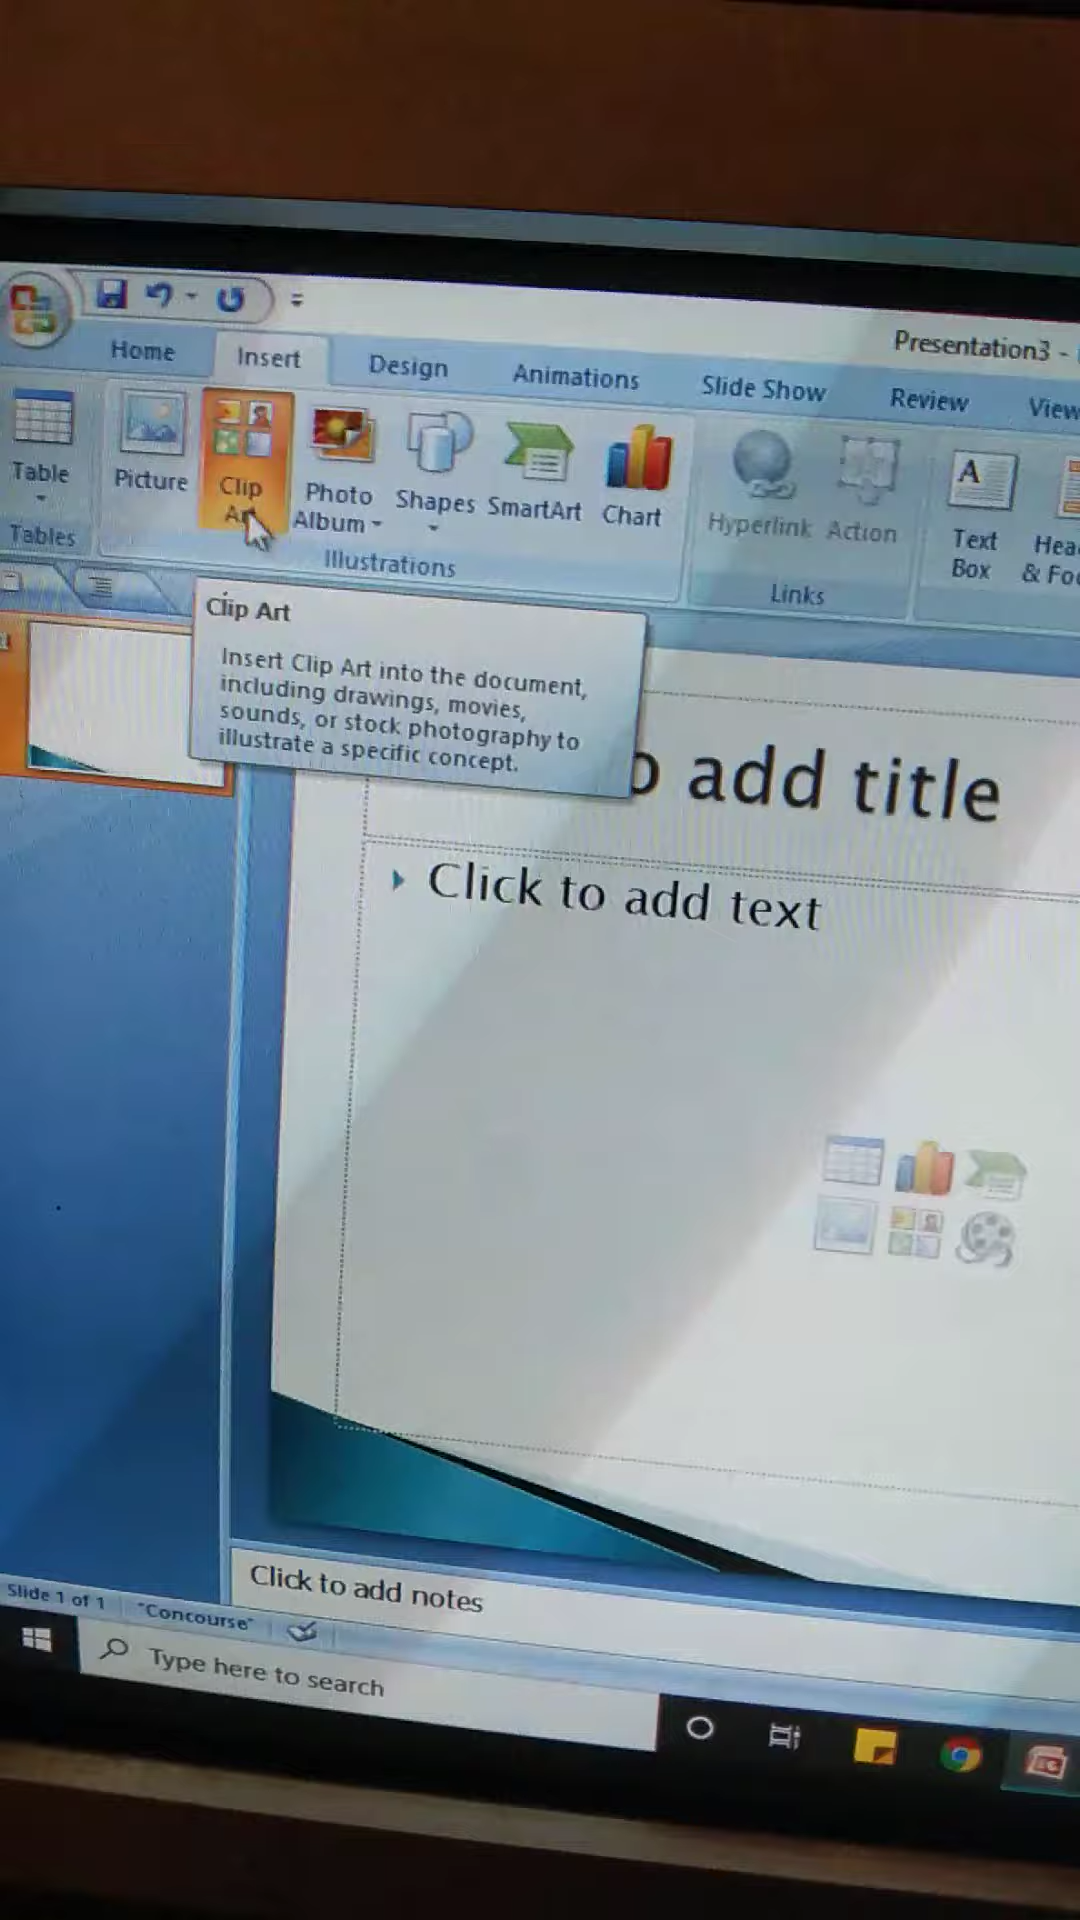 Presentation3 -
Home Insert Design Animations Slide Show Review View
Table Picture Clip Art Photo Album Shapes SmartArt Chart Hyperlink Action Text Box
Tables Illustrations Links
Clip Art
Insert Clip Art into the document,
including drawings, movies,
sounds, or stock photography to
illustrate a specific concept.
add title
Click to add text
Click to add notes
Slide 1 of 1 "Concourse"
Type here to search